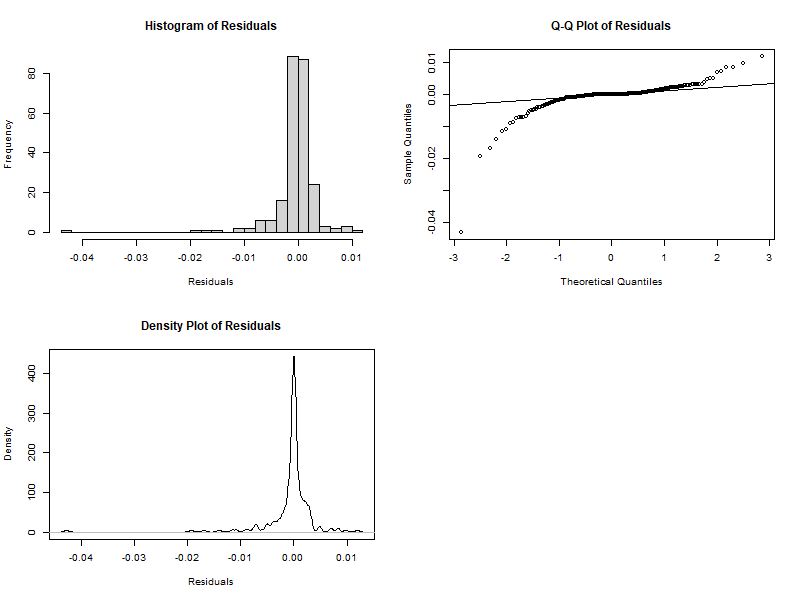 Histogram of Residuals
Frequency
80
60
40
20
0
-0.04 -0.03 -0.02 -0.01 0.00 0.01
Residuals
Q-Q Plot of Residuals
Sample Quantiles
0.01
0.00
-0.02
-0.04
-3 -2 -1 0 1 2 3
Theoretical Quantiles
Density Plot of Residuals
Density
400
300
200
100
0
-0.04 -0.03 -0.02 -0.01 0.00 0.01
Residuals